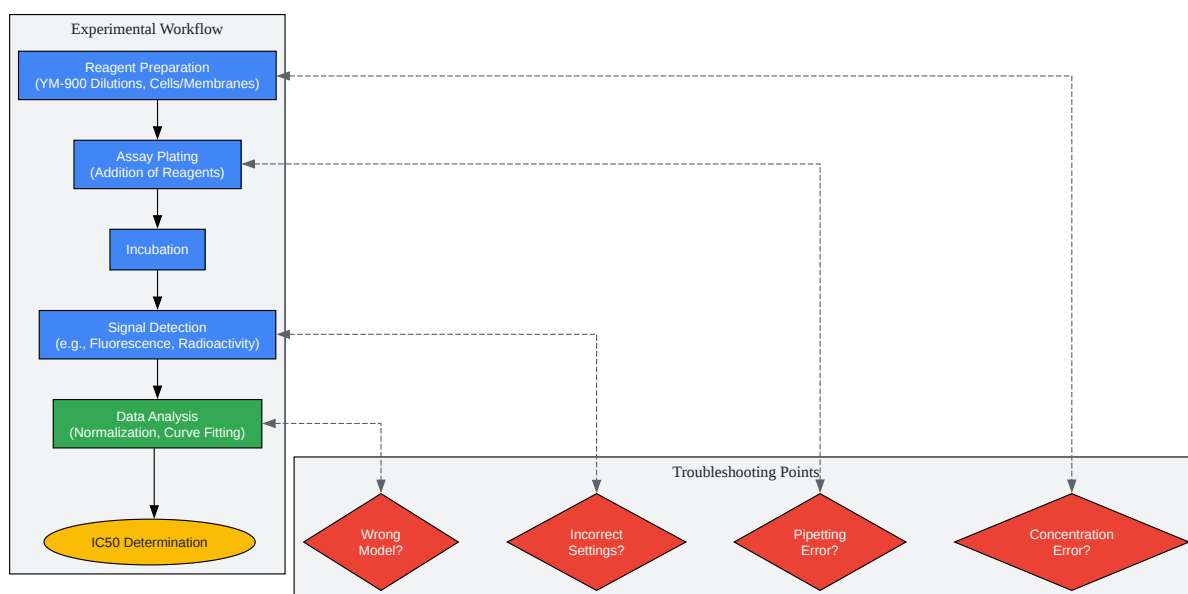 Experimental Workflow
Reagent Preparation
(YM-900 Dilutions, Cells/Membranes)
Assay Plating
(Addition of Reagents)
Incubation
Signal Detection
(e.g., Fluorescence, Radioactivity)
Data Analysis
(Normalization, Curve Fitting)
IC50 Determination
Troubleshooting Points
Wrong
Model?
Incorrect
Settings?
Pipetting
Error?
Concentration
Error?